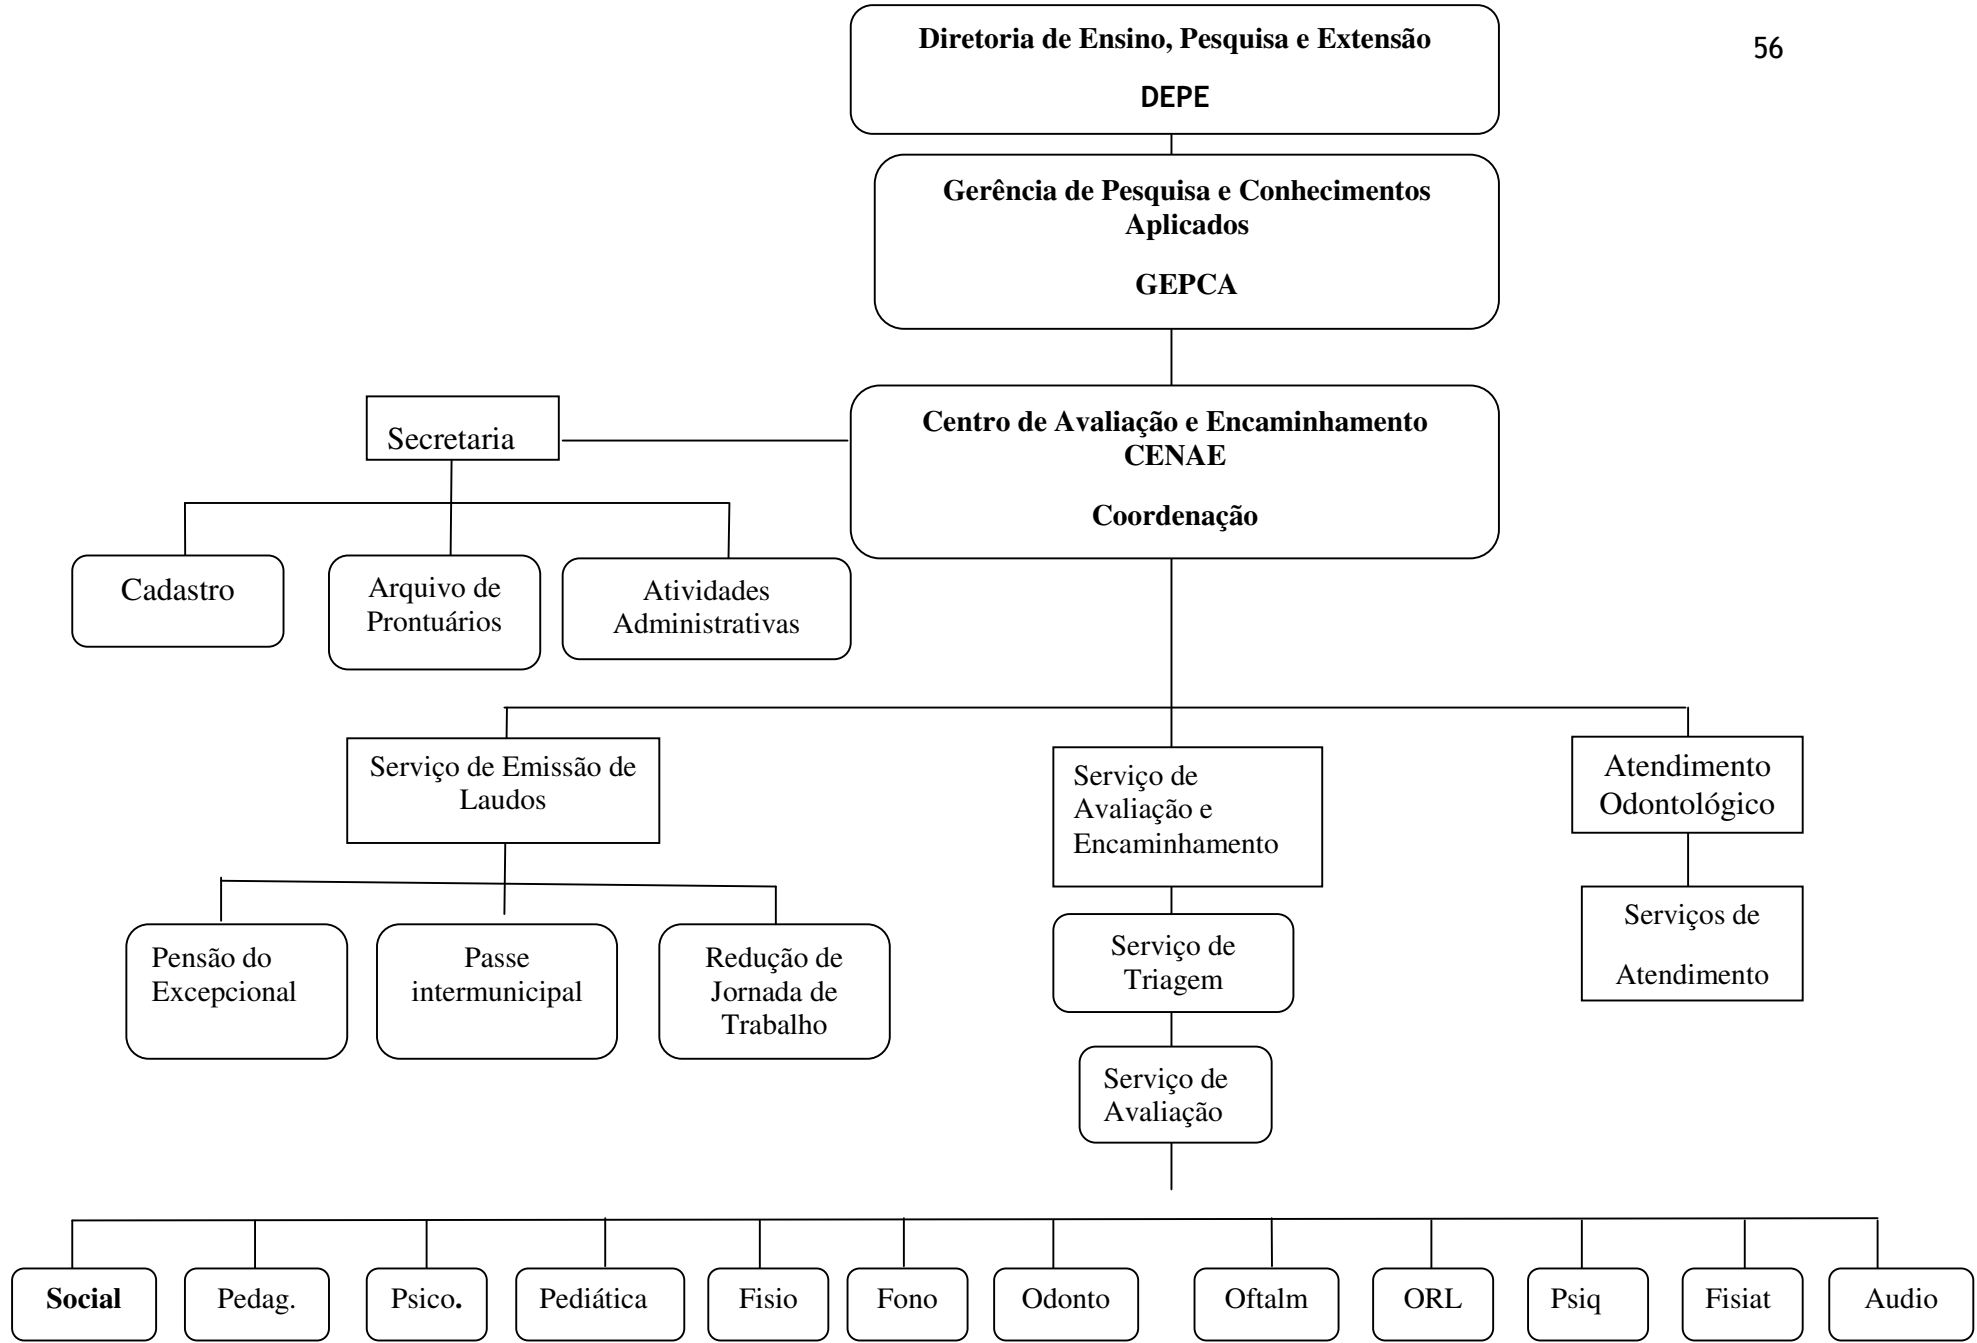 56
Diretoria de Ensino, Pesquisa e Extensão
DEPE
Gerência de Pesquisa e Conhecimentos
Aplicados
GEPCA
Centro de Avaliação e Encaminhamento
CENAE
Coordenação
Secretaria
Cadastro
Arquivo de
Prontuários
Atividades
Administrativas
Serviço de Emissão de
Laudos
Serviço de
Avaliação e
Encaminhamento
Atendimento
Odontológico
Pensão do
Excepcional
Passe
intermunicipal
Redução de
Jornada de
Trabalho
Serviço de
Triagem
Serviços de
Atendimento
Serviço de
Avaliação
Social
Pedag.
Psico.
Pediática
Fisio
Fono
Odonto
Oftalm
ORL
Psiq
Fisiat
Audio